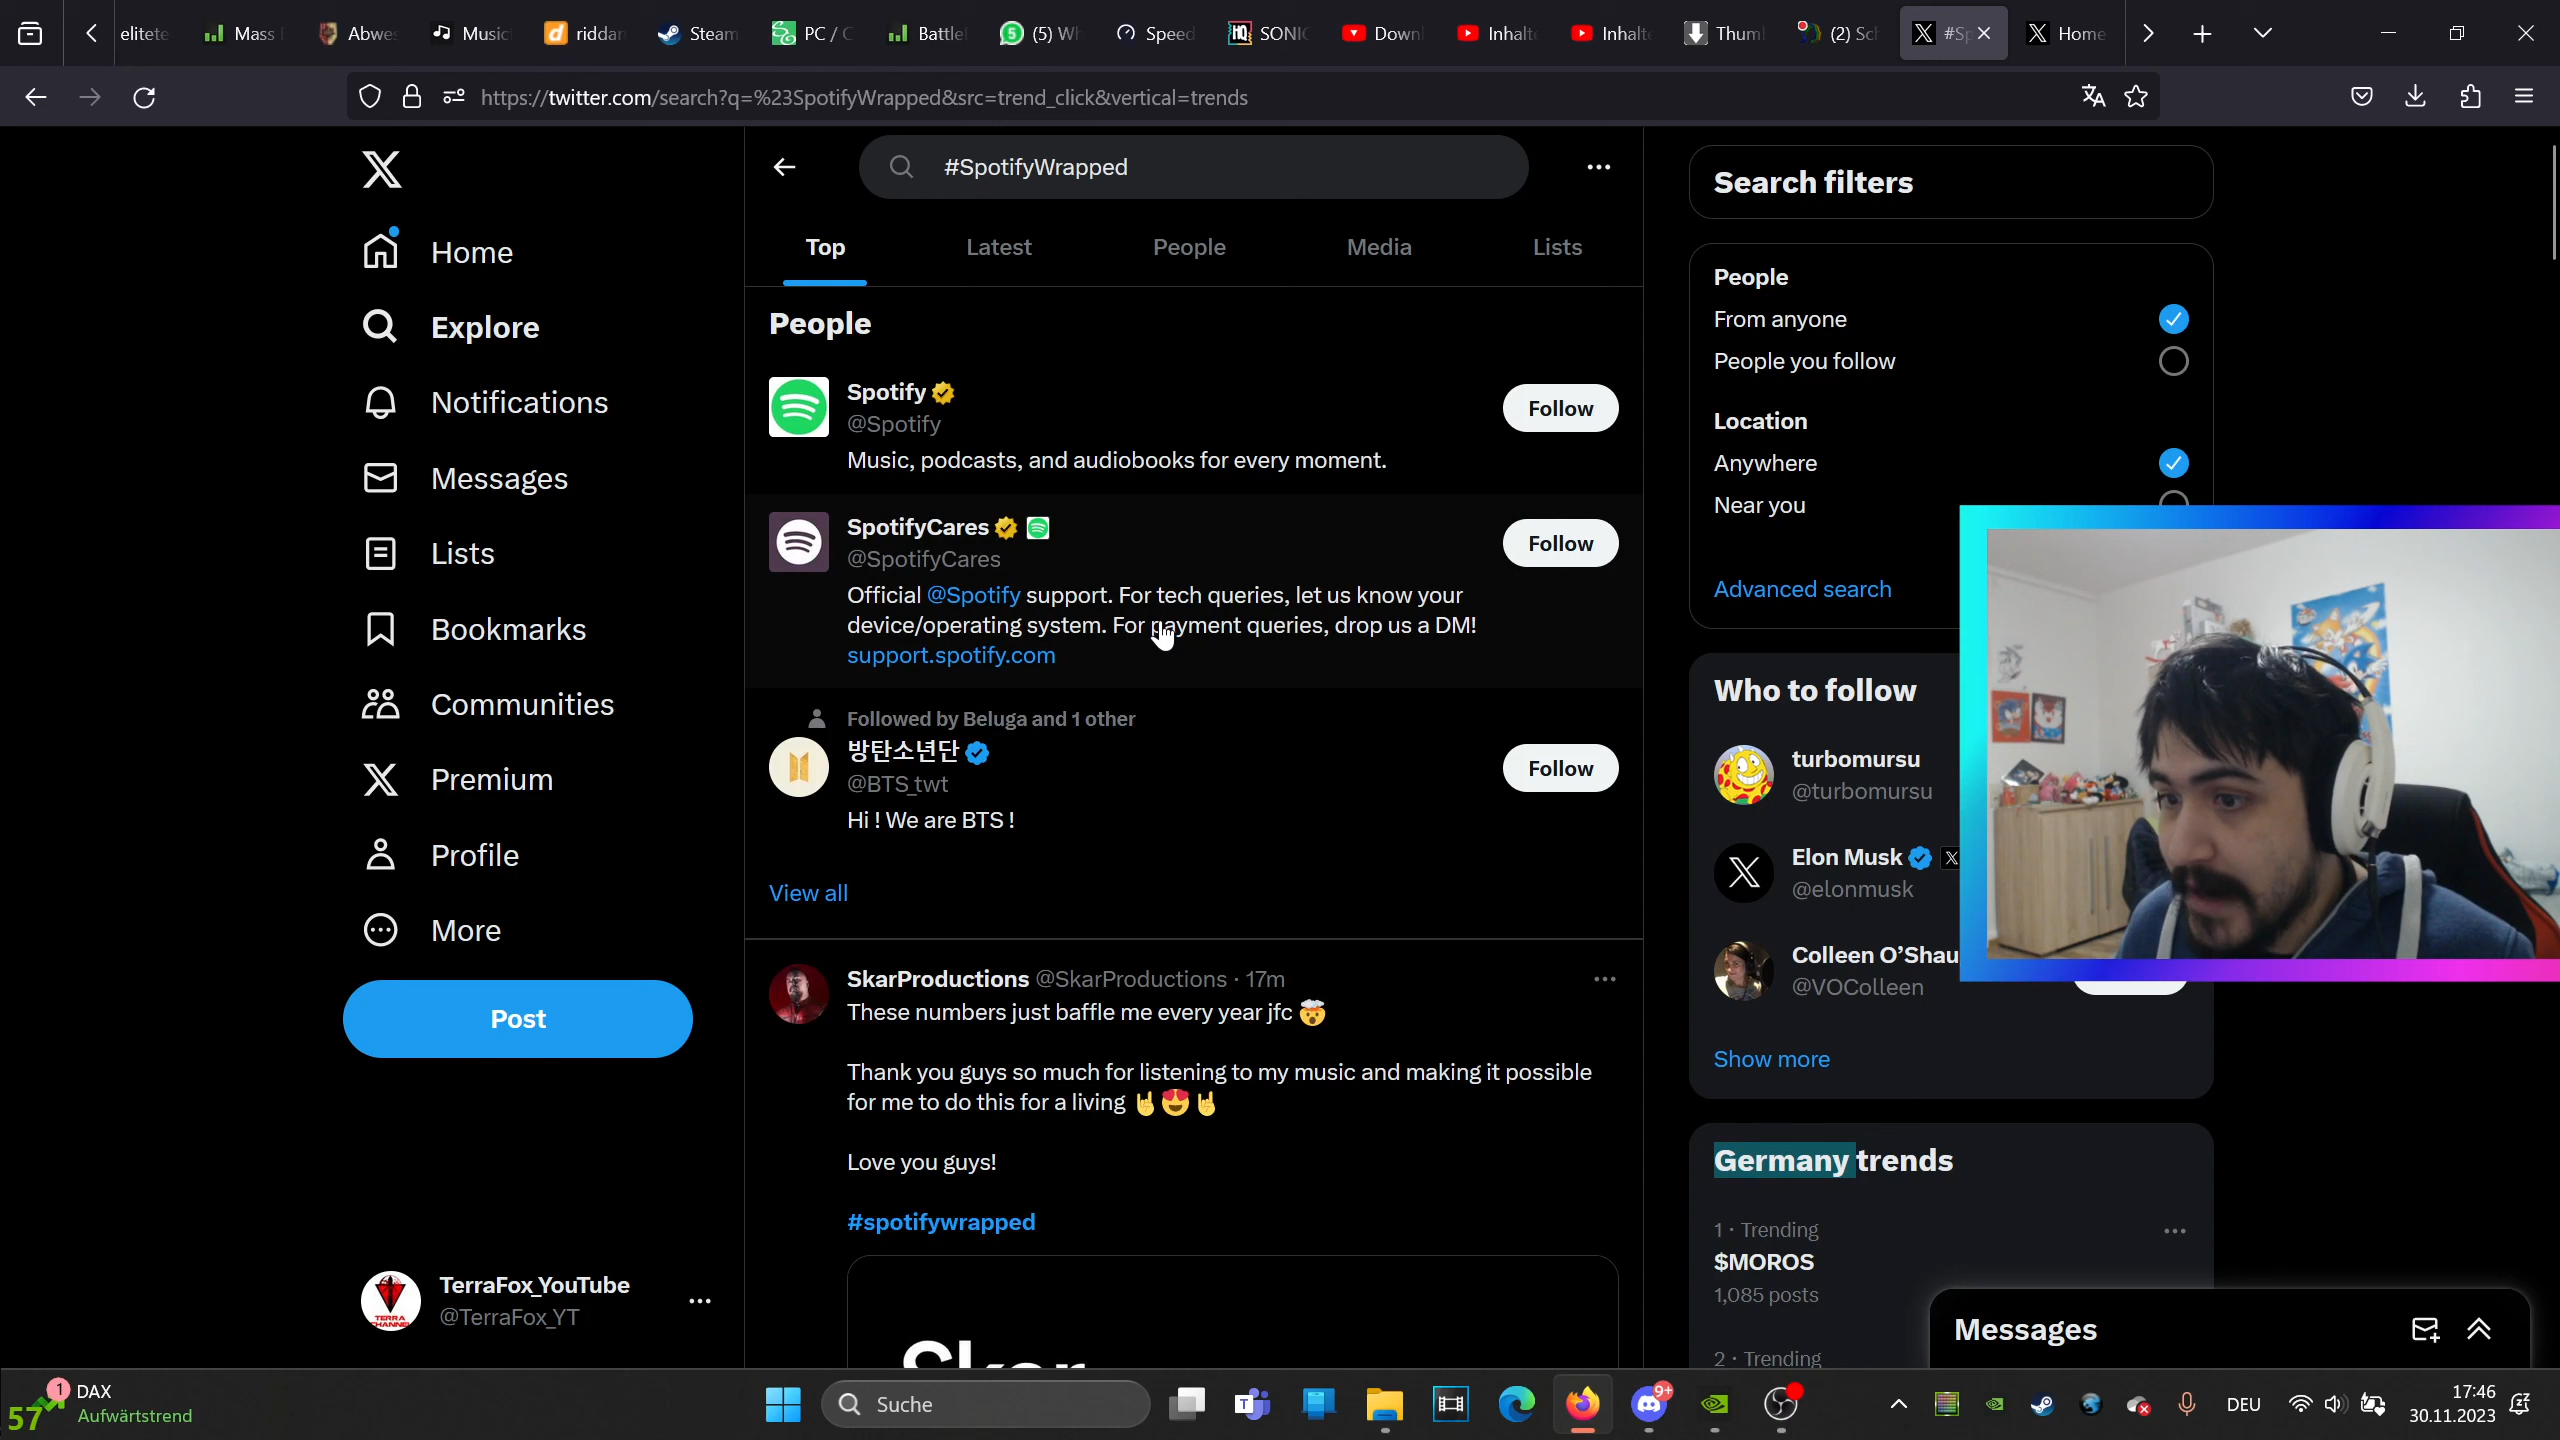 elitete
Mass
Abwes
Music
riddar
Steam
PC / C
Battlef
(5) Wh
Speed
SONIC
Down
Inhalte
Inhalte
Thumb
(2) Sch
#Sp
Home
https://twitter.com/search?q=%23SpotifyWrapped&src=trend_click&vertical=trends
Home
Explore
Notifications
Messages
Lists
Bookmarks
Communities
Premium
Profile
More
Post
TerraFox_YouTube
@TerraFox_YT
#SpotifyWrapped
Top
Latest
People
Media
Lists
People
Spotify
@Spotify
Music, podcasts, and audiobooks for every moment.
Follow
SpotifyCares
@SpotifyCares
Official @Spotify support. For tech queries, let us know your
device/operating system. For payment queries, drop us a DM!
support.spotify.com
Follow
Followed by Beluga and 1 other
방탄소년단
@BTS_twt
Hi ! We are BTS !
Follow
View all
SkarProductions @SkarProductions · 17m
These numbers just baffle me every year jfc
Thank you guys so much for listening to my music and making it possible
for me to do this for a living
Love you guys!
#spotifywrapped
Skar
Search filters
People
From anyone
People you follow
Location
Anywhere
Near you
Advanced search
Who to follow
turbomursu
@turbomursu
Elon Musk
@elonmusk
Colleen O’Shau
@VOColleen
Show more
Germany trends
1 · Trending
$MOROS
1,085 posts
2 · Trending
Messages
57
1
DAX
Aufwärtstrend
Suche
9+
DEU
17:46
30.11.2023